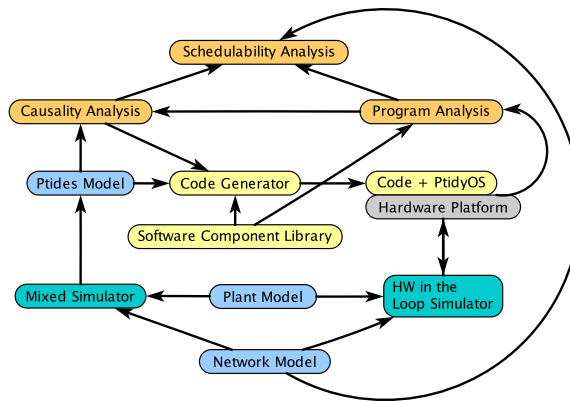 Schedulability Analysis
Causality Analysis
Program Analysis
Ptides Model
Code Generator
Code + PtidyOS
Hardware Platform
Software Component Library
Mixed Simulator
Plant Model
HW in the
Loop Simulator
Network Model